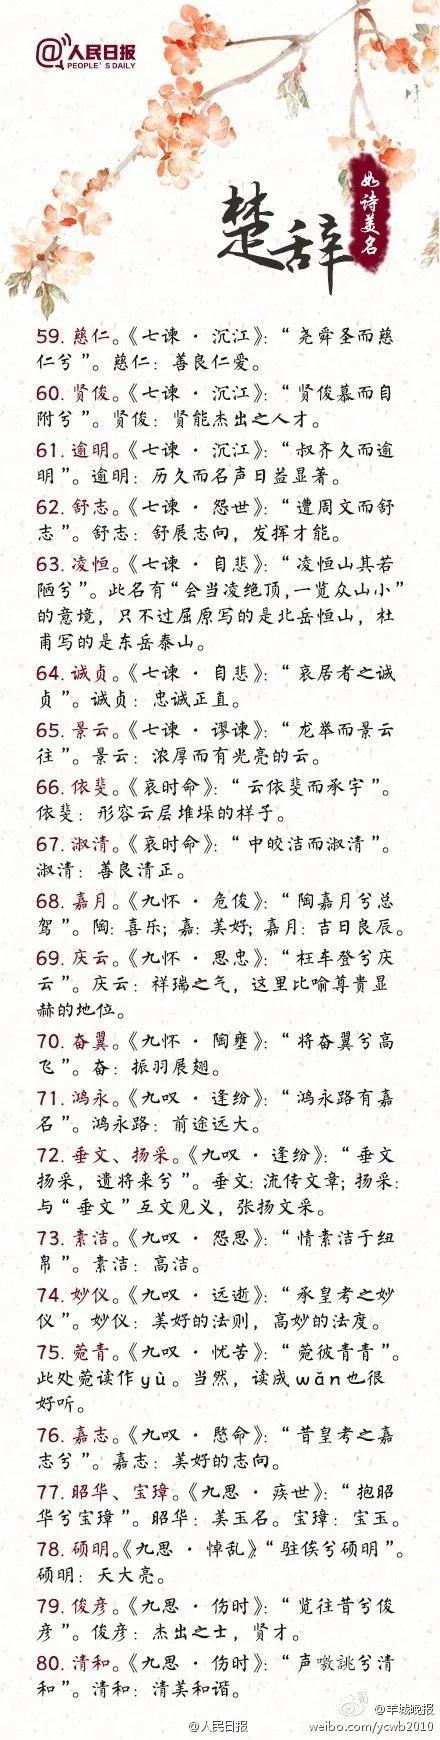 @人民日报
PEOPLE'S DAILY
楚辞
如诗美名
59. 慈仁。《七谏 · 沉江》：“尧舜圣而慈
仁兮”。慈仁：善良仁爱。
60. 贤俊。《七谏 · 沉江》：“贤俊慕而自
附兮”。贤俊：贤能杰出之人才。
61. 逾明。《七谏 · 沉江》：“叔齐久而逾
明”。逾明：历久而名声日益显著。
62. 舒志。《七谏 · 怨世》：“遭周文而舒
志”。舒志：舒展志向，发挥才能。
63. 凌恒。《七谏 · 自悲》：“凌恒山其若
陋兮”。此名有“会当凌绝顶，一览众山小”
的意境，只不过屈原写的是北岳恒山，杜
甫写的是东岳泰山。
64. 诚贞。《七谏 · 自悲》：“哀居者之诚
贞”。诚贞：忠诚正直。
65. 景云。《七谏 · 谬谏》：“龙举而景云
往”。景云：浓厚而有光亮的云。
66. 依斐。《哀时命》：“云依斐而承宇”。
依斐：形容云层堆垛的样子。
67. 淑清。《哀时命》：“中皎洁而淑清”。
淑清：善良清正。
68. 嘉月。《九怀 · 危俊》：“陶嘉月兮总
驾”。陶：喜乐；嘉：美好；嘉月：吉日良辰。
69. 庆云。《九怀 · 思忠》：“枉车登兮庆
云”。庆云：祥瑞之气，这里比喻尊贵显
赫的地位。
70. 奋翼。《九怀 · 陶壅》：“将奋翼兮高
飞”。奋：振羽展翅。
71. 鸿永。《九叹 · 逢纷》：“鸿永路有嘉
名”。鸿永路：前途远大。
72. 垂文、扬采。《九叹 · 逢纷》：“垂文
扬采，遗将来兮”。垂文：流传文章；扬采：
与“垂文”互文见义，张扬文采。
73. 素洁。《九叹 · 怨思》：“情素洁于纽
帛”。素洁：高洁。
74. 妙仪。《九叹 · 远逝》：“承皇考之妙
仪”。妙仪：美好的法则，高妙的法度。
75. 菀青。《九叹 · 忧苦》：“菀彼青青”。
此处菀读作yù。当然，读成wǎn也很
好听。
76. 嘉志。《九叹 · 愍命》：“昔皇考之嘉
志兮”。嘉志：美好的志向。
77. 昭华、宝璋。《九思 · 疾世》：“抱昭
华兮宝璋”。昭华：美玉名。宝璋：宝玉。
78. 硕明。《九思 · 悼乱》“驻俟兮硕明”。
硕明：天大亮。
79. 俊彦。《九思 · 伤时》：“览往昔兮俊
彦”。俊彦：杰出之士，贤才。
80. 清和。《九思 · 伤时》：“声噭誂兮清
和”。清和：清美和谐。
@人民日报
@羊城晚报
weibo.com/ycwb2010